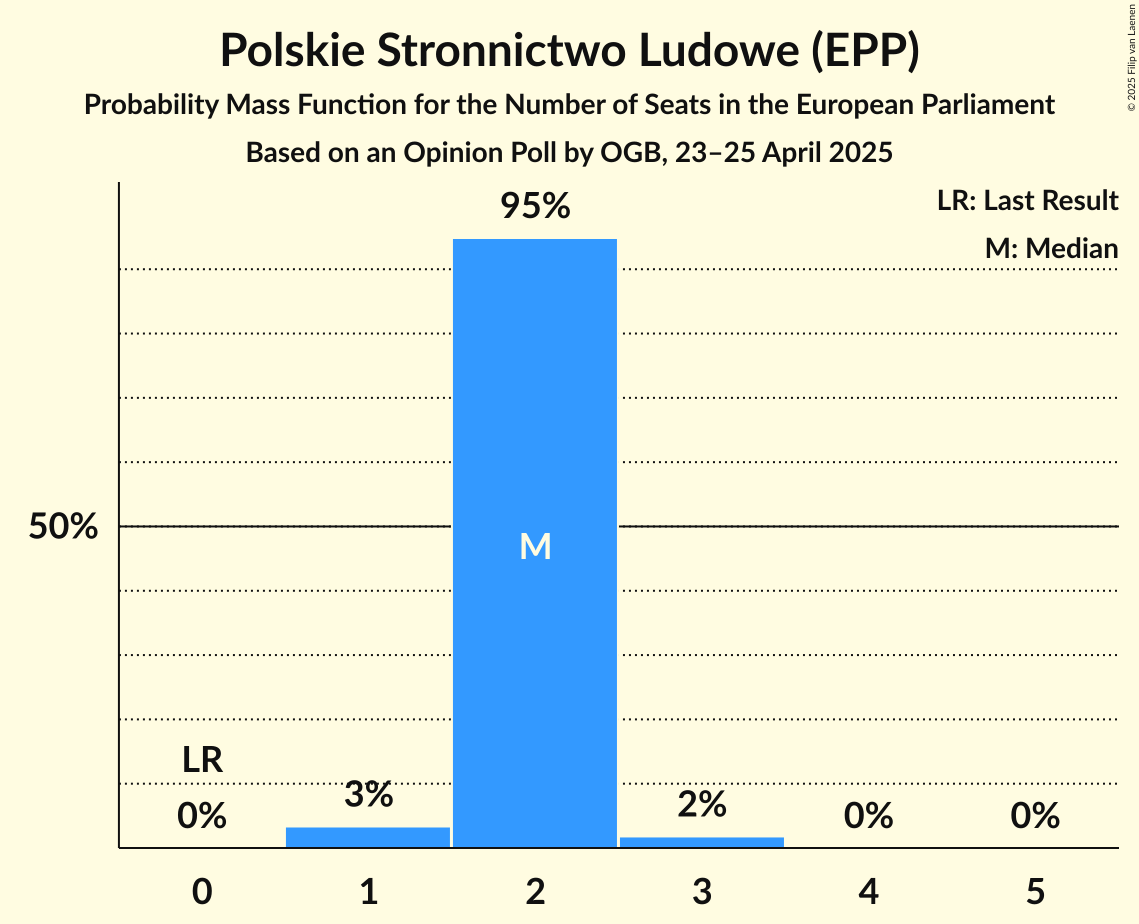 Polskie Stronnictwo Ludowe (EPP)
Probability Mass Function for the Number of Seats in the European Parliament
Based on an Opinion Poll by OGB, 23–25 April 2025
© 2025 Filip van Laenen
LR: Last Result
M: Median
95%
50%
M
LR
0%
3%
2%
0%
0%
0
1
2
3
4
5